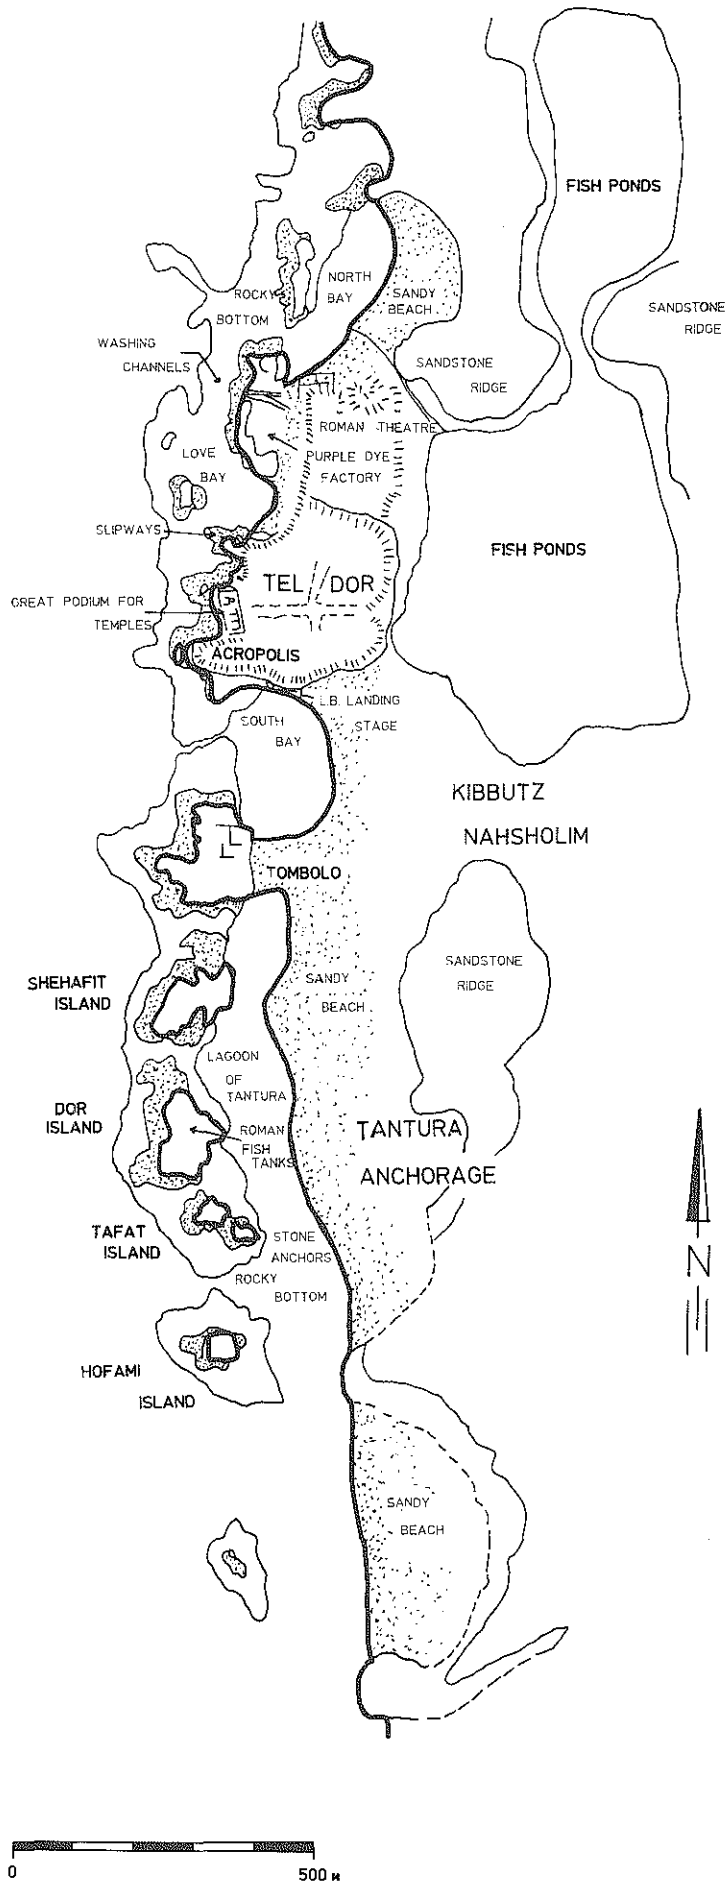 FISH PONDS
SANDSTONE
RIDGE
NORTH
BAY
SANDY
BEACH
ROCKY
BOTTOM
WASHING
CHANNELS
SANDSTONE
RIDGE
ROMAN THEATRE
PURPLE DYE
FACTORY
LOVE
BAY
SLIPWAYS
FISH PONDS
TEL DOR
GREAT PODIUM FOR
TEMPLES
A
ACROPOLIS
L.B. LANDING
STAGE
SOUTH
BAY
KIBBUTZ
NAHSHOLIM
TOMBOLO
SHEHAFIT
ISLAND
SANDY
BEACH
SANDSTONE
RIDGE
LAGOON
OF
TANTURA
DOR
ISLAND
ROMAN
FISH
TANKS
TANTURA
ANCHORAGE
TAFAT
ISLAND
STONE
ANCHORS
ROCKY
BOTTOM
N
HOFAMI
ISLAND
SANDY
BEACH
0
500 M